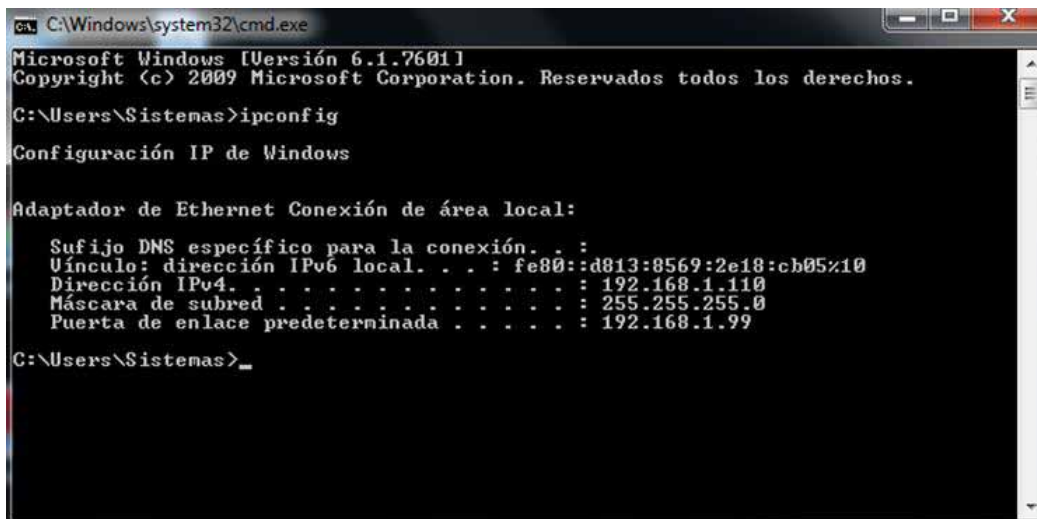 C:\Windows\system32\cmd.exe
Microsoft Windows [Versión 6.1.7601]
Copyright (c) 2009 Microsoft Corporation. Reservados todos los derechos.
C:\Users\Sistemas>ipconfig
Configuración IP de Windows
Adaptador de Ethernet Conexión de área local:
Sufijo DNS específico para la conexión. . :
Vínculo: dirección IPv6 local. . . : fe80::d813:8569:2e18:cb05%10
Dirección IPv4. . . . . . . . . . . . . . : 192.168.1.110
Máscara de subred . . . . . . . . . . . . : 255.255.255.0
Puerta de enlace predeterminada . . . . . : 192.168.1.99
C:\Users\Sistemas>_